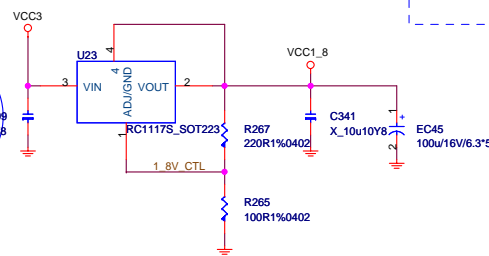 VCC3
U23
4
4
3
VIN
VOUT
2
ADJ/GND
RC1117S_SOT223
1
1_8V_CTL
VCC1_8
R267
220R1%0402
R265
100R1%0402
C341
X_10u10Y8
+
1
EC45
100u/16V/6.3*5
2
9
8